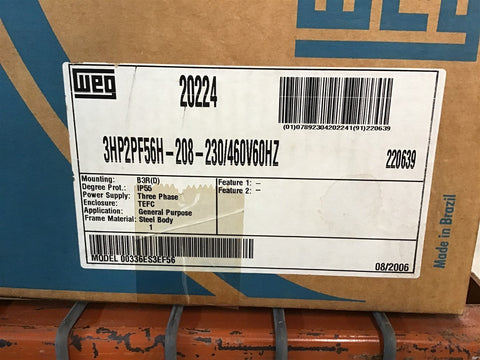 weg
20224
(01)07892304202241(91)220639
3HP2PF56H-208-230/460V60HZ
220639
Mounting: B3R(D)
Degree Prot.: IP55
Power Supply: Three Phase
Enclosure: TEFC
Application: General Purpose
Frame Material: Steel Body
1
Feature 1: -
Feature 2: -
MODEL 00336ES3EF56
08/2006
Made in Brazil